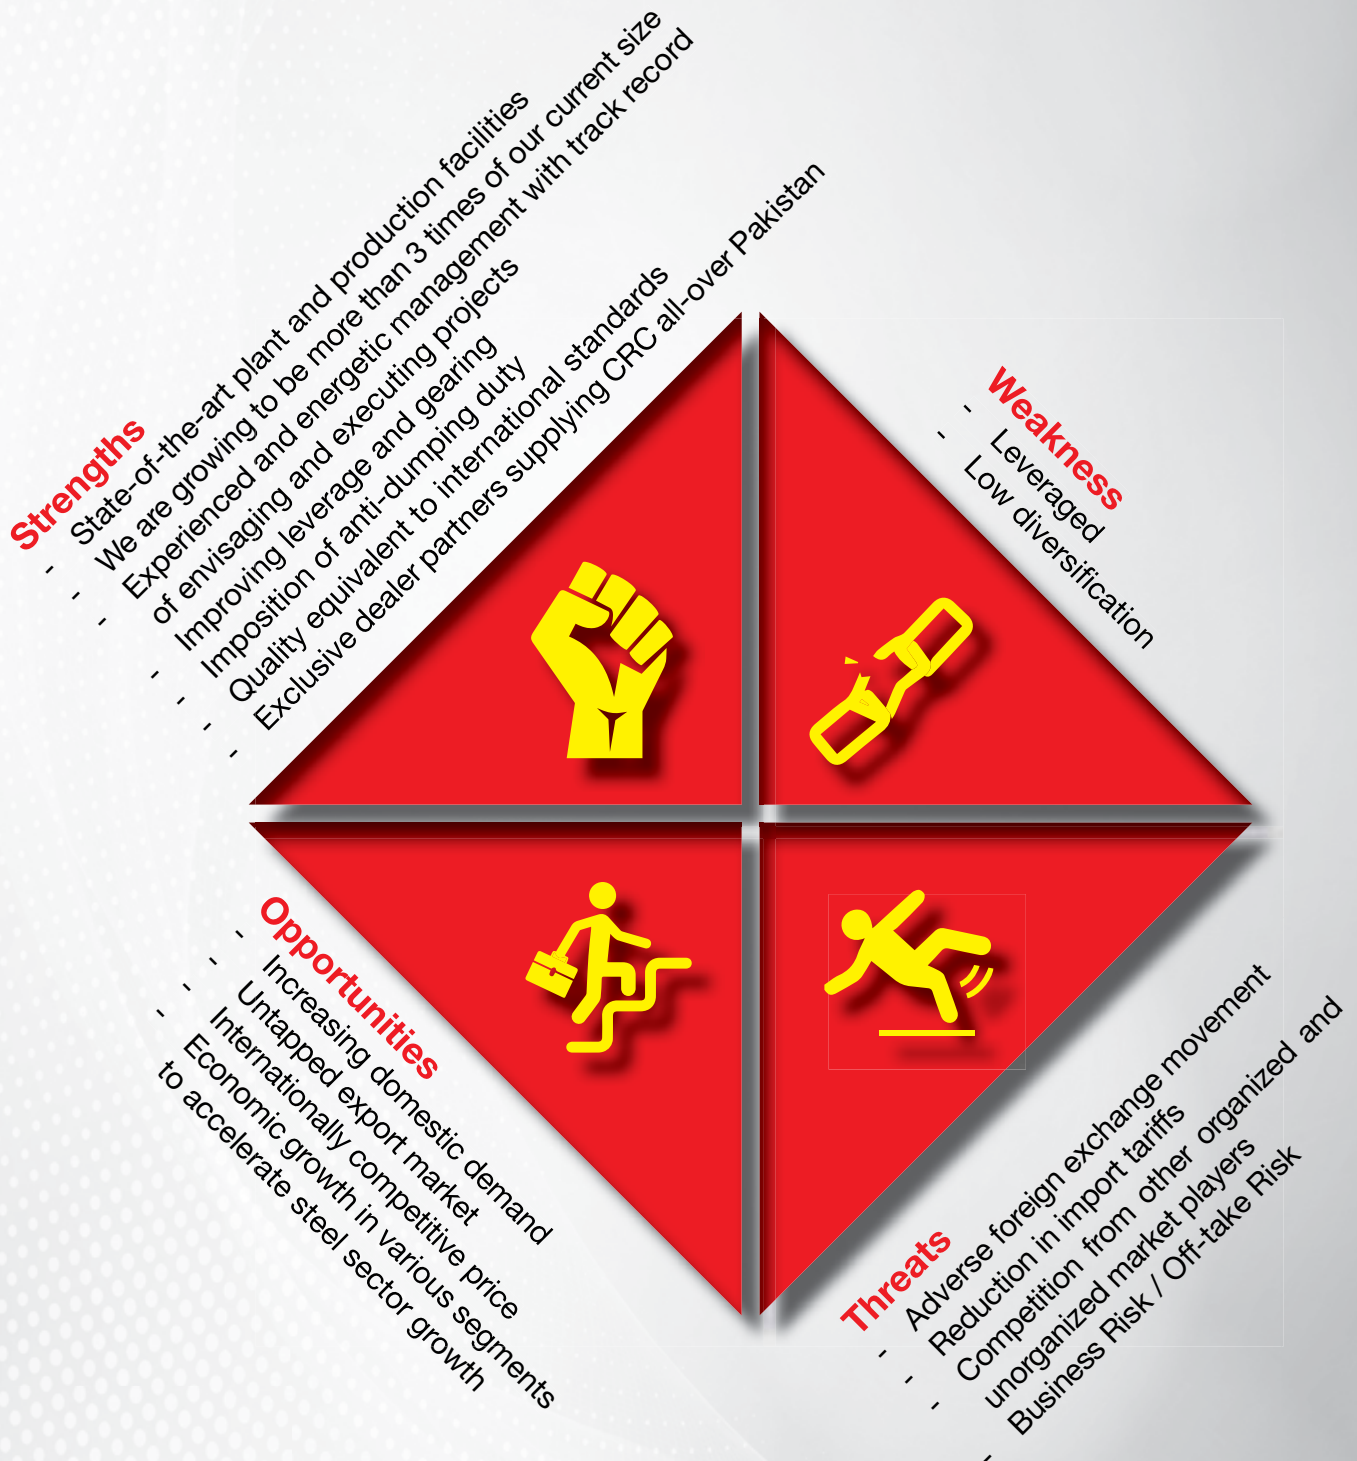 Strengths
- State-of-the-art plant and production facilities
- We are growing to be more than 3 times of our current size
- Experienced and energetic management with track record
of envisaging and executing projects
- Improving leverage and gearing
- Imposition of anti-dumping duty
- Quality equivalent to international standards
- Exclusive dealer partners supplying CRC all-over Pakistan
Weakness
- Leveraged
- Low diversification
Opportunities
- Increasing domestic demand
- Untapped export market
- Internationally competitive price
- Economic growth in various segments
to accelerate steel sector growth
Threats
- Adverse foreign exchange movement
- Reduction in import tariffs
- Competition from other organized and
unorganized market players
- Business Risk / Off-take Risk